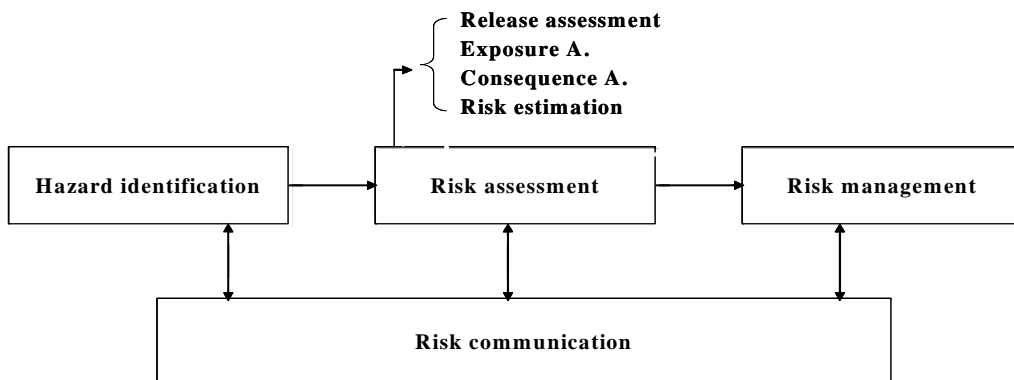 Release assessment
Exposure A.
Consequence A.
Risk estimation
Hazard identification
Risk assessment
Risk management
Risk communication